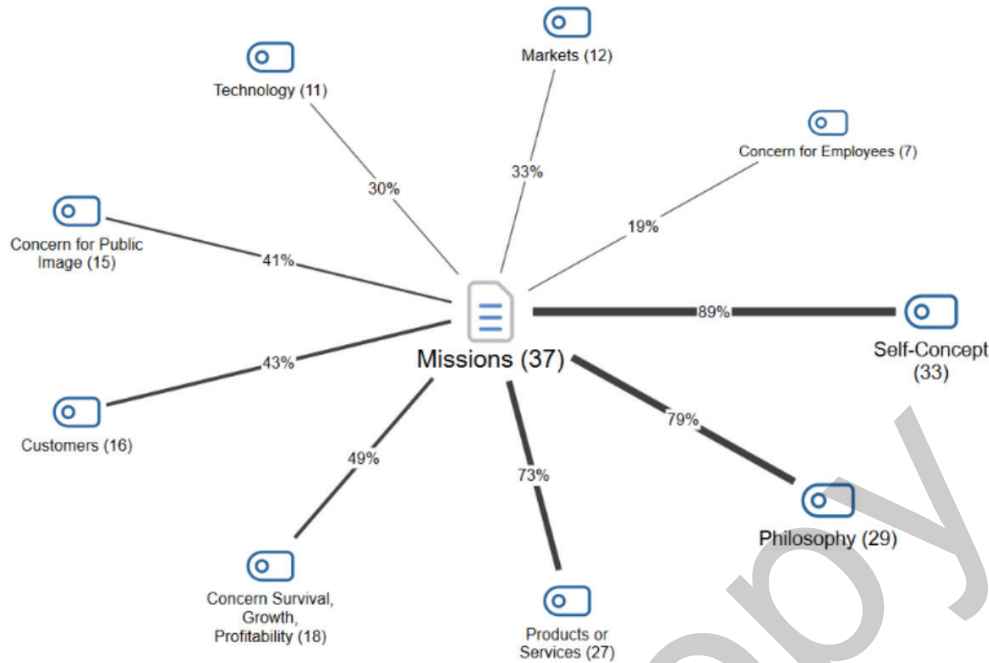 Markets (12)
Technology (11)
Concern for Employees (7)
33%
30%
19%
Concern for Public
Image (15)
41%
89%
Self-Concept
(33)
Missions (37)
43%
79%
Customers (16)
49%
73%
Philosophy (29)
Concern Survival,
Growth,
Profitability (18)
Products or
Services (27)